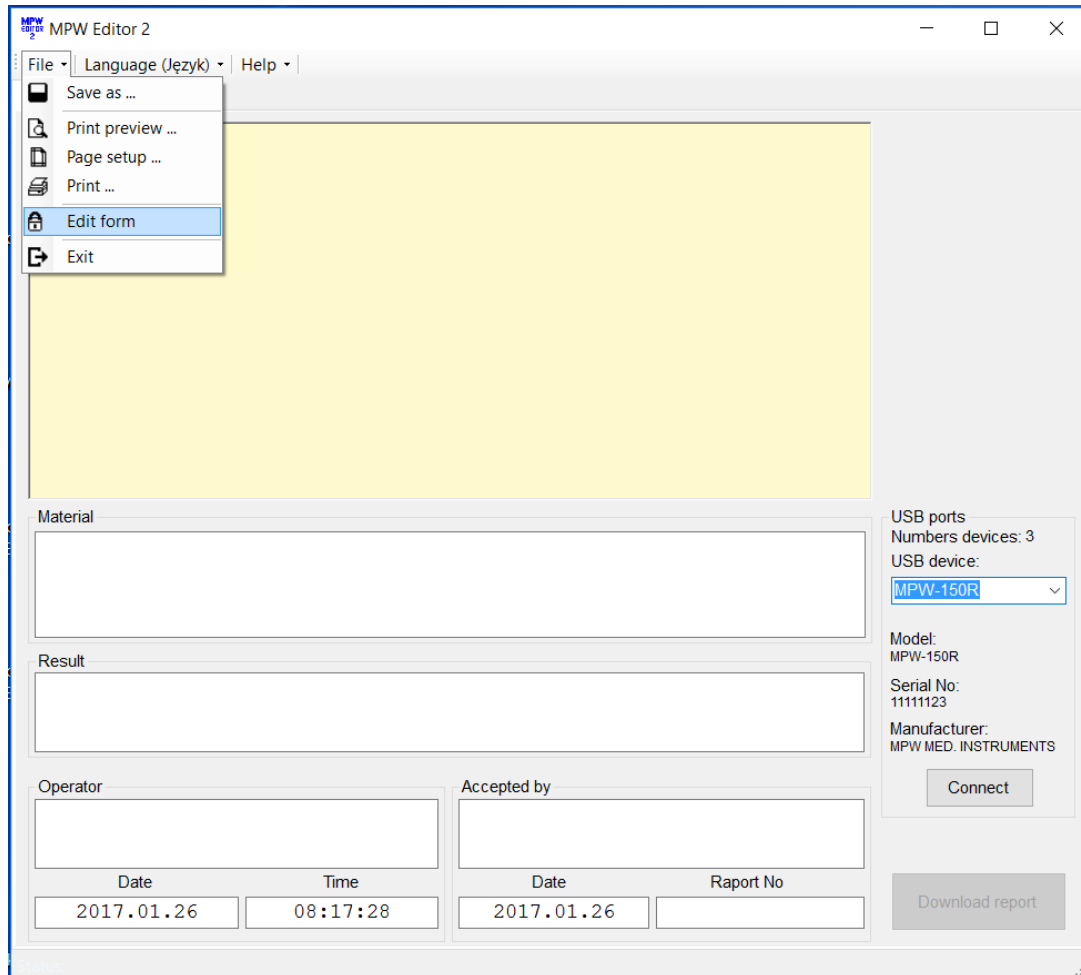 MPW EDITOR 2 MPW Editor 2
File Language (Język) Help
Save as ...
Print preview ...
Page setup ...
Print ...
Edit form
Exit
Material
Result
Operator
Accepted by
Date Time Date Raport No
2017.01.26 08:17:28 2017.01.26
USB ports
Numbers devices: 3
USB device:
MPW-150R
Model:
MPW-150R
Serial No:
11111123
Manufacturer:
MPW MED. INSTRUMENTS
Connect
Download report